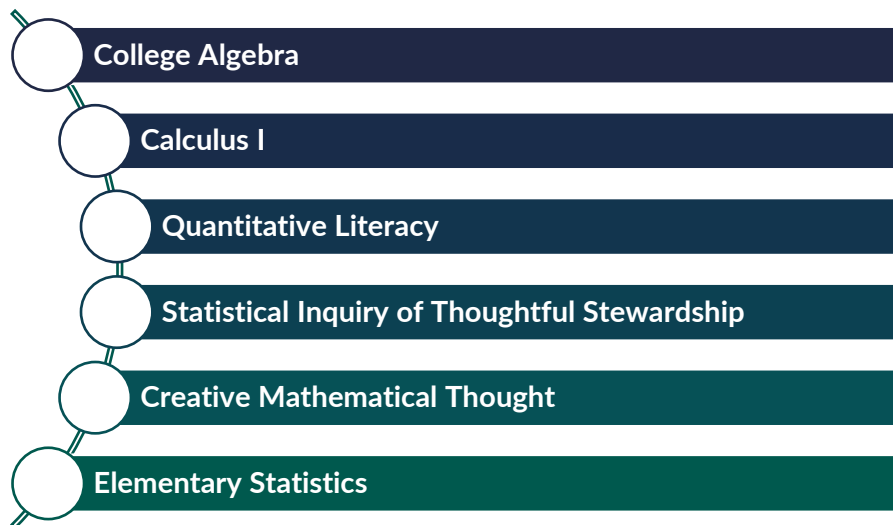 College Algebra
Calculus I
Quantitative Literacy
Statistical Inquiry of Thoughtful Stewardship
Creative Mathematical Thought
Elementary Statistics